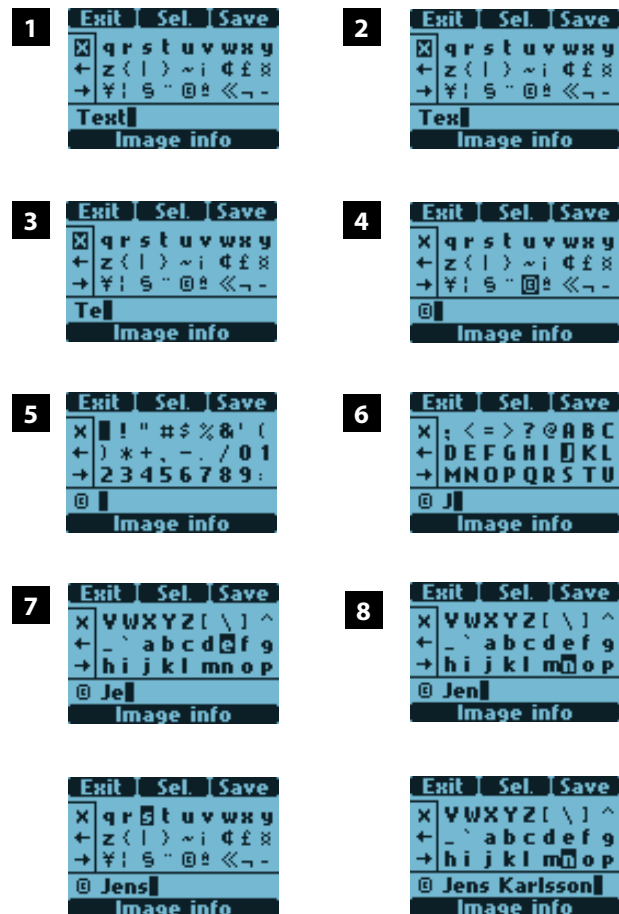 1
Exit Sel. Save
X q r s t u v w x y
← z { | } ~ ¡ ¢ £ ¤
→ ¥ ¦ § ¨ © ª « ¬ -
Text
Image info
2
Exit Sel. Save
X q r s t u v w x y
← z { | } ~ ¡ ¢ £ ¤
→ ¥ ¦ § ¨ © ª « ¬ -
Tex
Image info
3
Exit Sel. Save
X q r s t u v w x y
← z { | } ~ ¡ ¢ £ ¤
→ ¥ ¦ § ¨ © ª « ¬ -
Te
Image info
4
Exit Sel. Save
X q r s t u v w x y
← z { | } ~ ¡ ¢ £ ¤
→ ¥ ¦ § ¨ © ª « ¬ -
©
Image info
5
Exit Sel. Save
X ! " # $ % & ' (
← ) * + , - . / 0 1
→ 2 3 4 5 6 7 8 9 :
©
Image info
6
Exit Sel. Save
X ; < = > ? @ A B C
← D E F G H I J K L
→ M N O P Q R S T U
© J
Image info
7
Exit Sel. Save
X V W X Y Z [ \ ] ^
← _ ` a b c d e f g
→ h i j k l m n o p
© Je
Image info
8
Exit Sel. Save
X V W X Y Z [ \ ] ^
← _ ` a b c d e f g
→ h i j k l m n o p
© Jen
Image info
Exit Sel. Save
X q r s t u v w x y
← z { | } ~ ¡ ¢ £ ¤
→ ¥ ¦ § ¨ © ª « ¬ -
© Jens
Image info
Exit Sel. Save
X V W X Y Z [ \ ] ^
← _ ` a b c d e f g
→ h i j k l m n o p
© Jens Karlsson
Image info